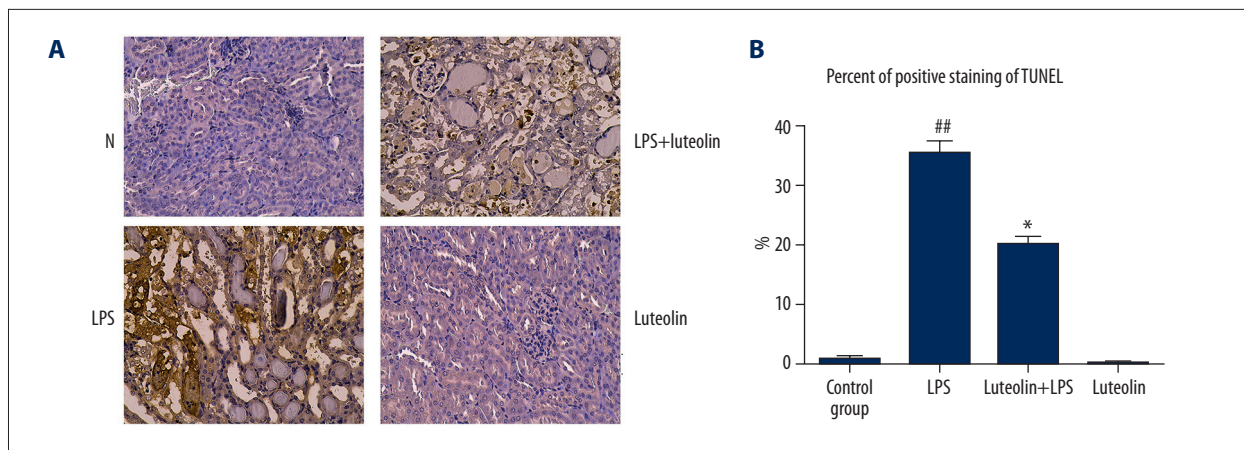 A
N
LPS+luteolin
LPS
Luteolin
B
Percent of positive staining of TUNEL
%
40
30
20
10
0
##
*
Control
group
LPS
Luteolin+LPS
Luteolin